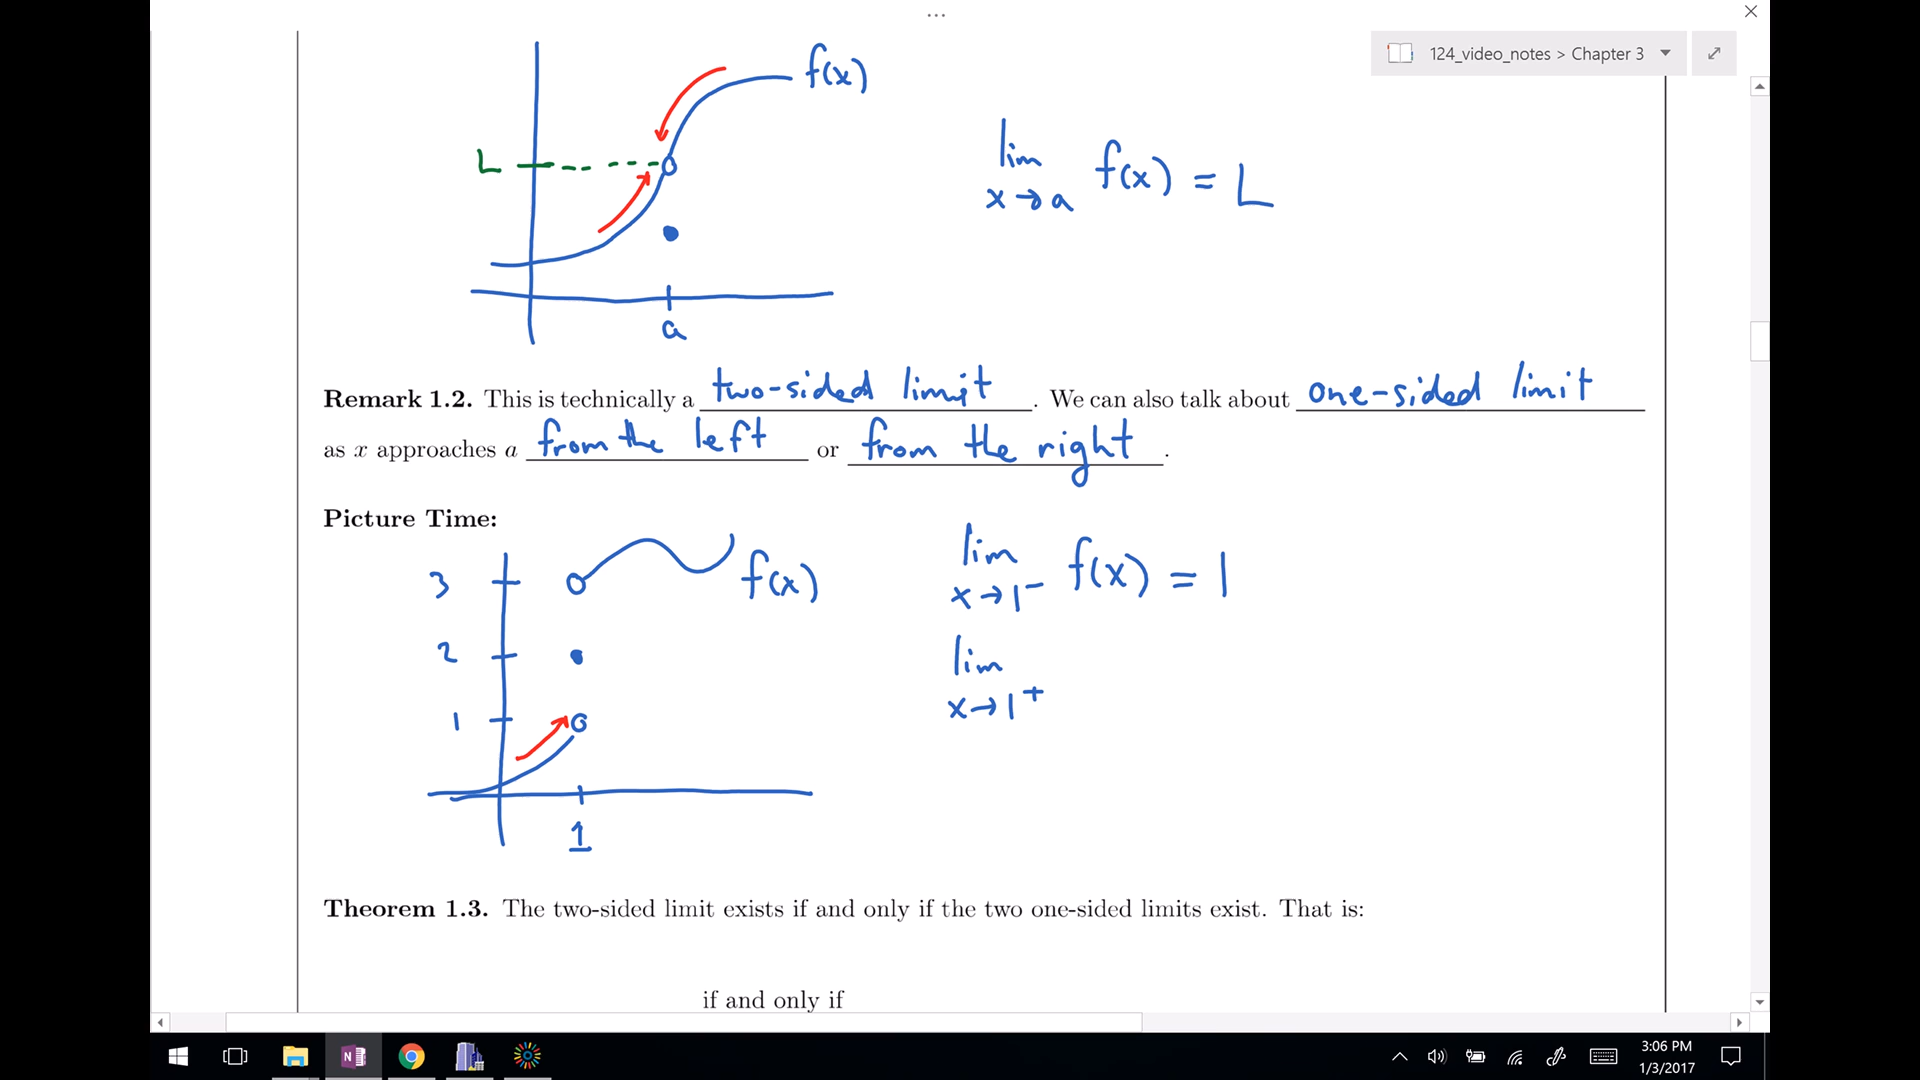 124_video_notes > Chapter 3
f(x)
L
lim x→a f(x) = L
a
Remark 1.2. This is technically a two-sided limit. We can also talk about one-sided limit
as x approaches a from the left or from the right.
Picture Time:
3
f(x)
lim x→1⁻ f(x) = 1
2
lim x→1⁺
1
1
Theorem 1.3. The two-sided limit exists if and only if the two one-sided limits exist. That is:
if and only if
3:06 PM
1/3/2017